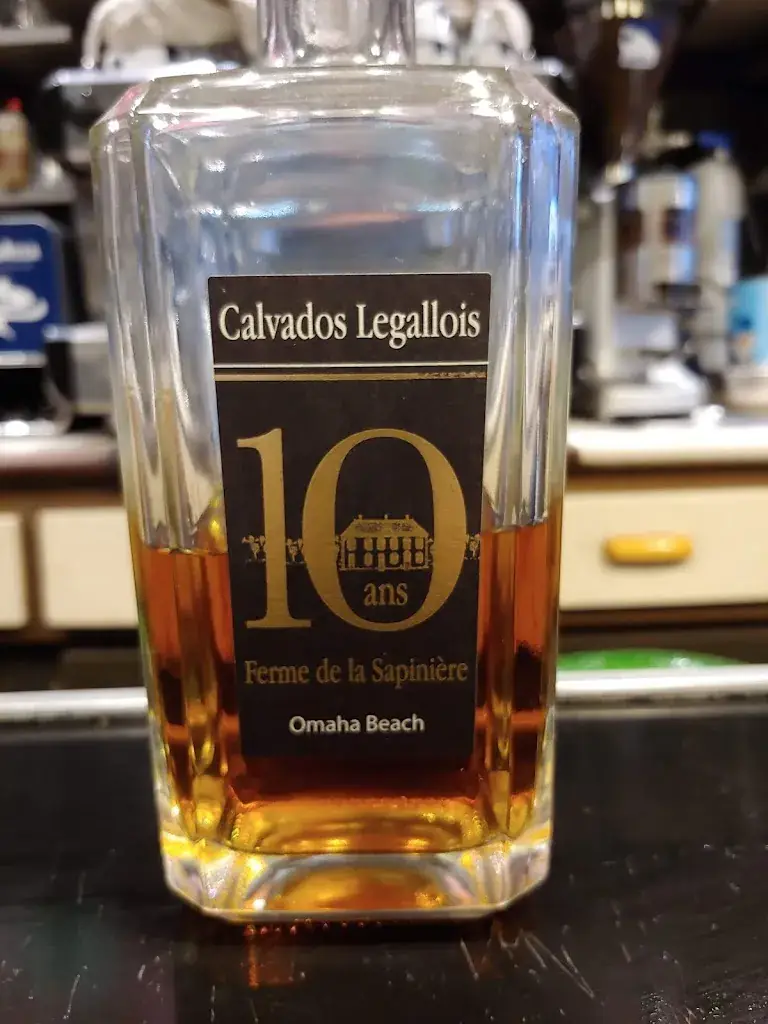 Calvados Legallois
10
ans
Ferme de la Sapinière
Omaha Beach